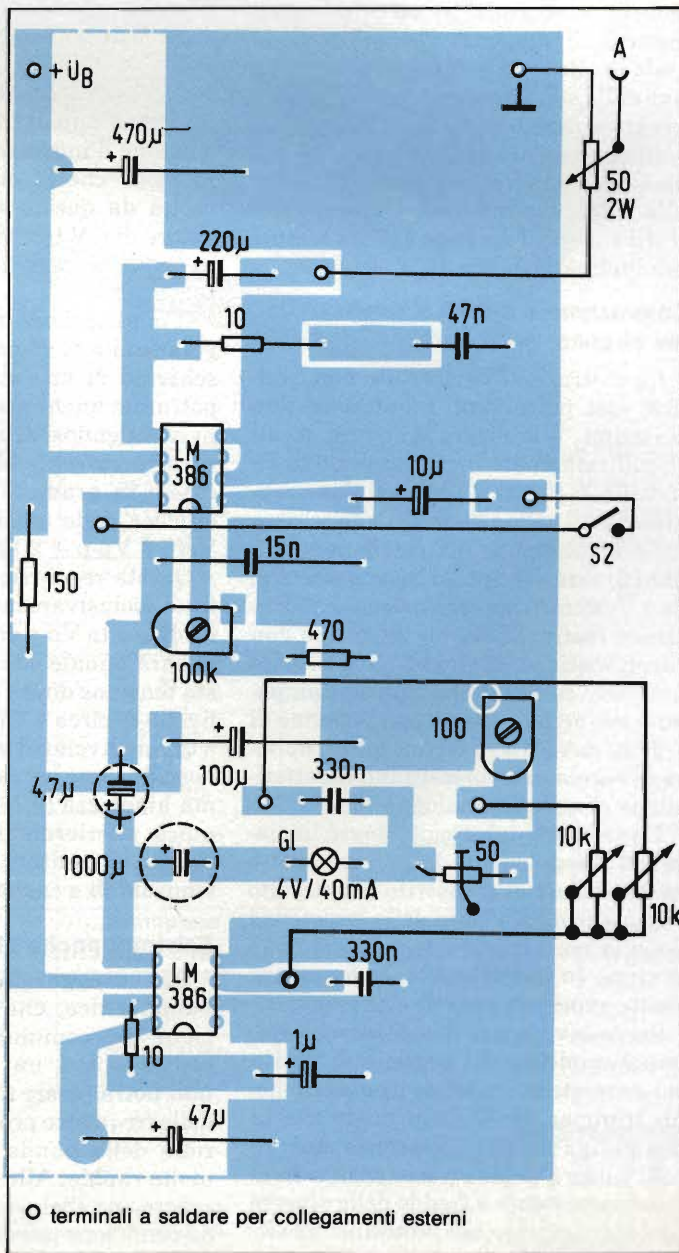 + UB
A
470µ
50
2W
220µ
10
47n
LM
386
10µ
S2
15n
150
100k
470
100
100µ
330n
4,7µ
10k
Gl
50
1000µ
4V/40mA
10k
LM
386
330n
10
1µ
47µ
terminali a saldare per collegamenti esterni